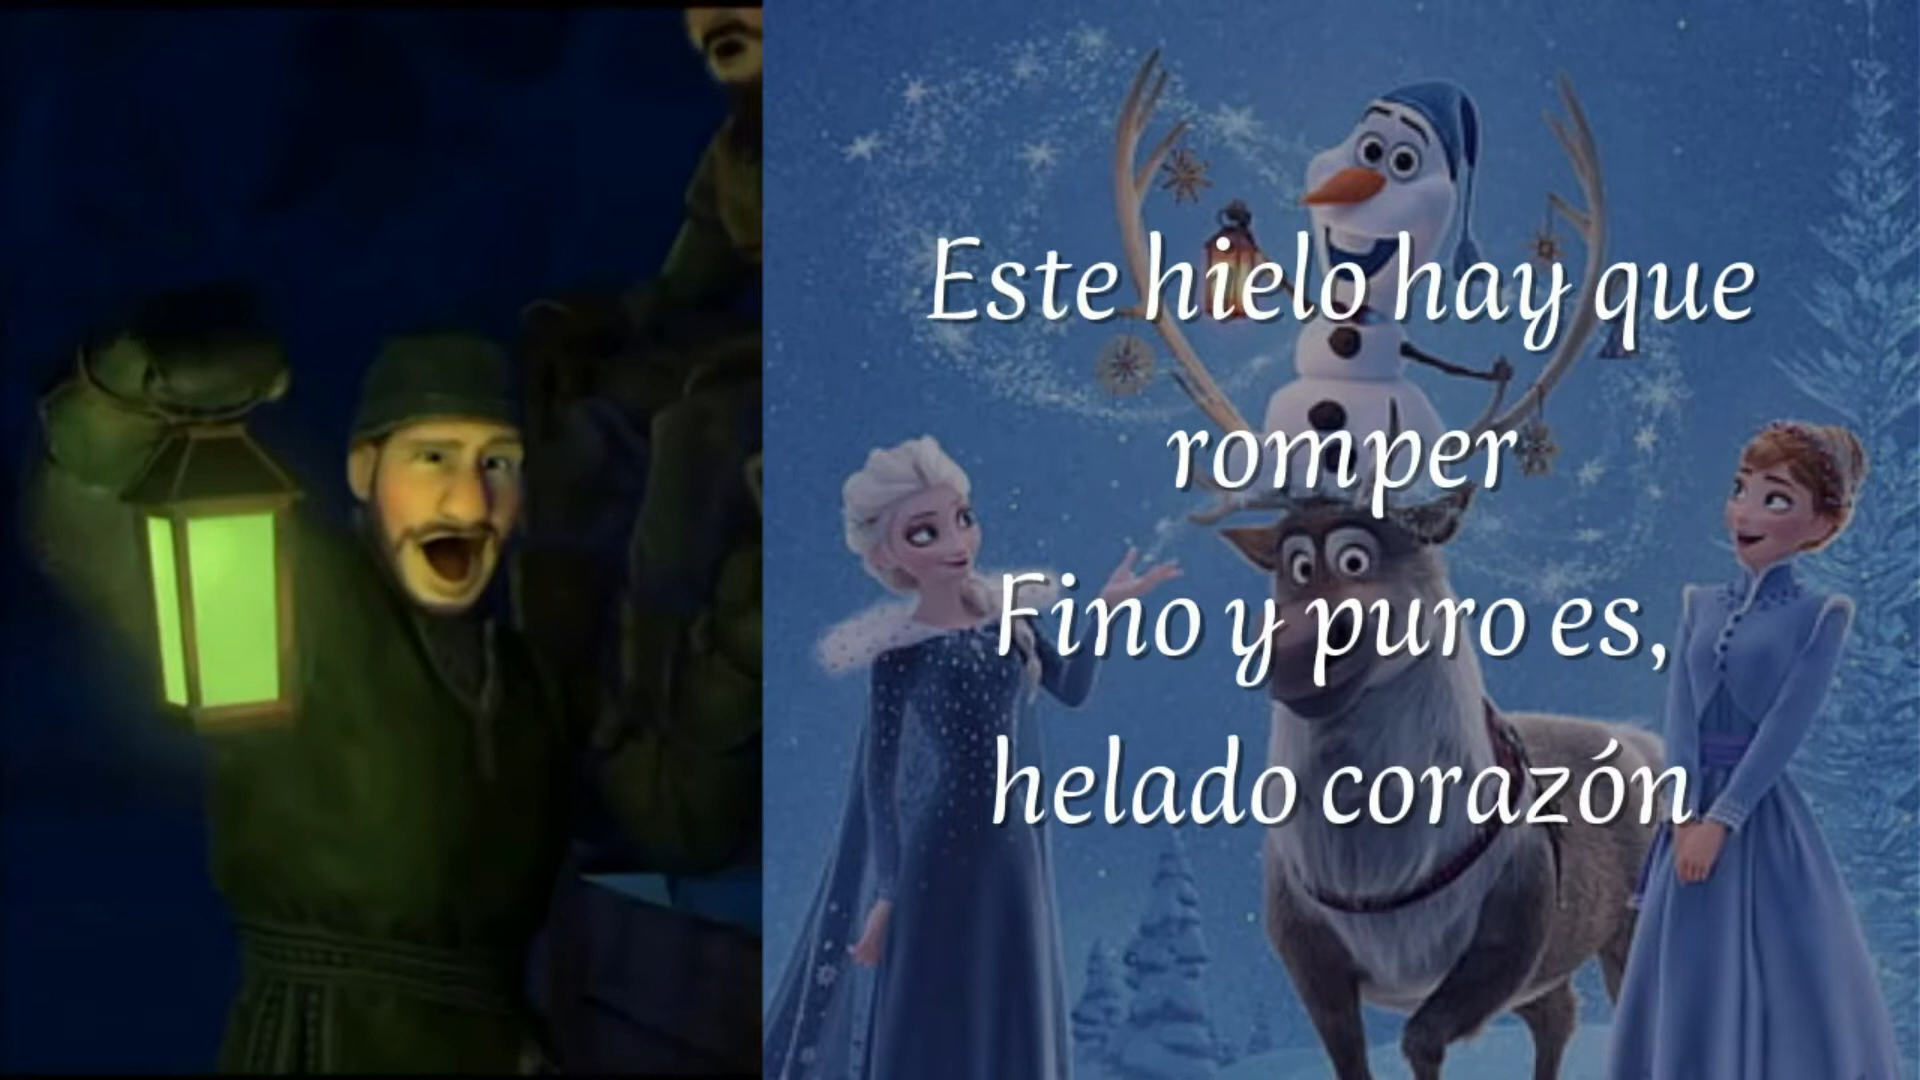 Este hielo hay que
romper
Fino y puro es,
helado corazón